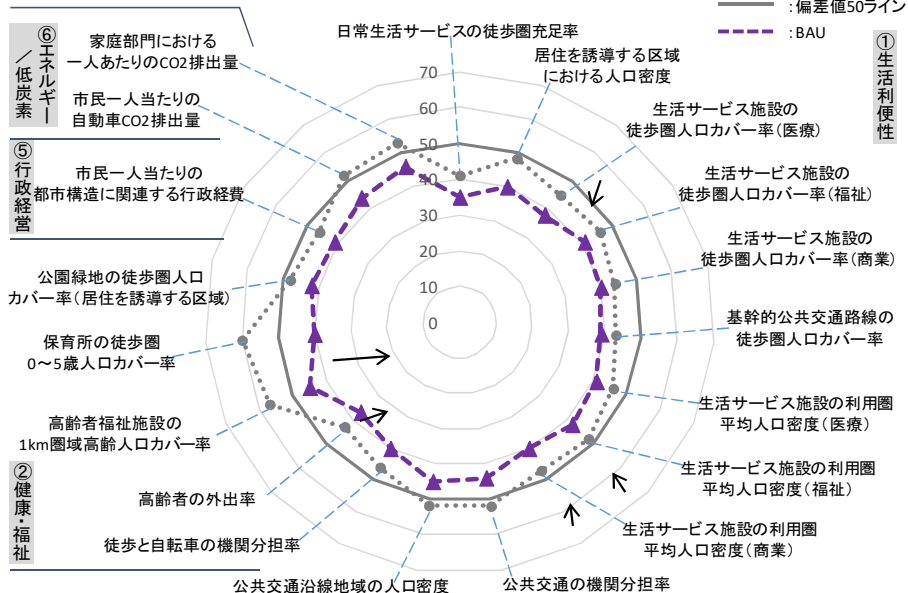 ：偏差値50ライン
：BAU
①生活利便性
⑥エネルギー
／低炭素
⑤行政経営
②健康・福祉
日常生活サービスの徒歩圏充足率
居住を誘導する区域
における人口密度
生活サービス施設の
徒歩圏人口カバー率(医療)
生活サービス施設の
徒歩圏人口カバー率(福祉)
生活サービス施設の
徒歩圏人口カバー率(商業)
基幹的公共交通路線の
徒歩圏人口カバー率
生活サービス施設の利用圏
平均人口密度(医療)
生活サービス施設の利用圏
平均人口密度(福祉)
生活サービス施設の利用圏
平均人口密度(商業)
公共交通の機関分担率
公共交通沿線地域の人口密度
徒歩と自転車の機関分担率
高齢者の外出率
高齢者福祉施設の
1km圏域高齢人口カバー率
保育所の徒歩圏
0～5歳人口カバー率
公園緑地の徒歩圏人口
カバー率(居住を誘導する区域)
市民一人当たりの
都市構造に関連する行政経費
市民一人当たりの
自動車CO2排出量
家庭部門における
一人あたりのCO2排出量
70
60
50
40
30
20
10
0